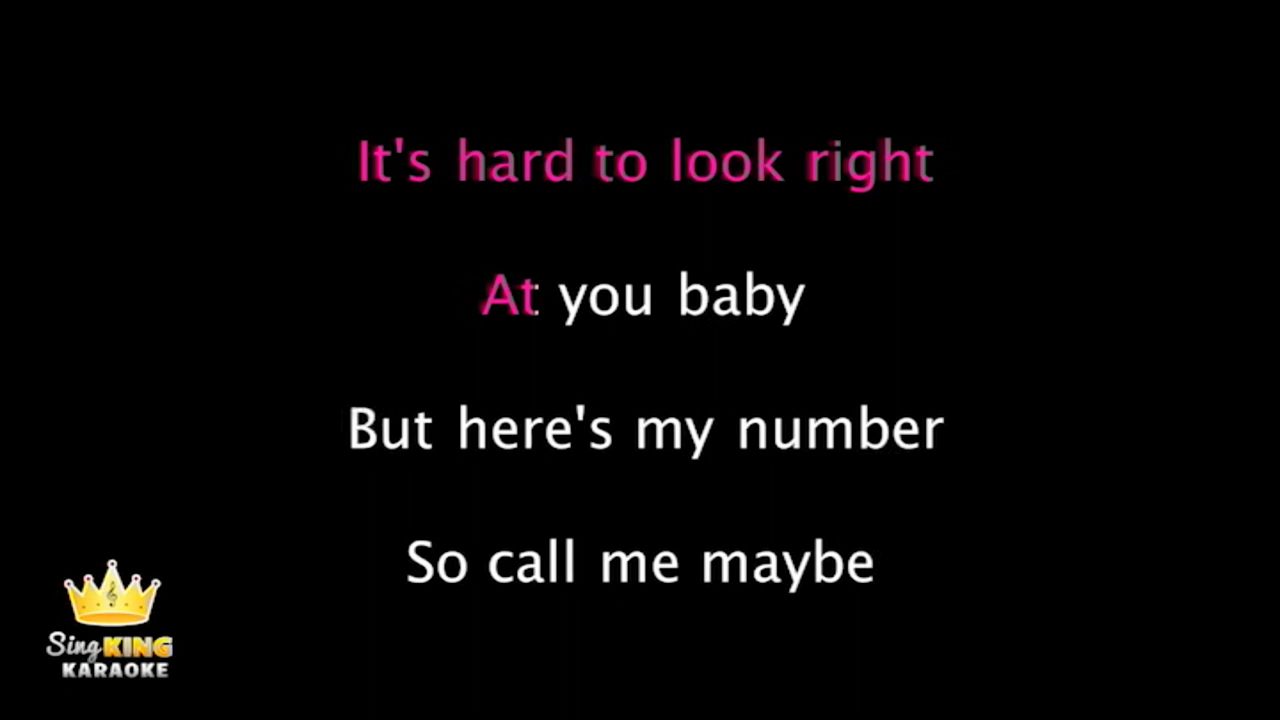 It's hard to look right
At you baby
But here's my number
So call me maybe
Sing KING
KARAOKE